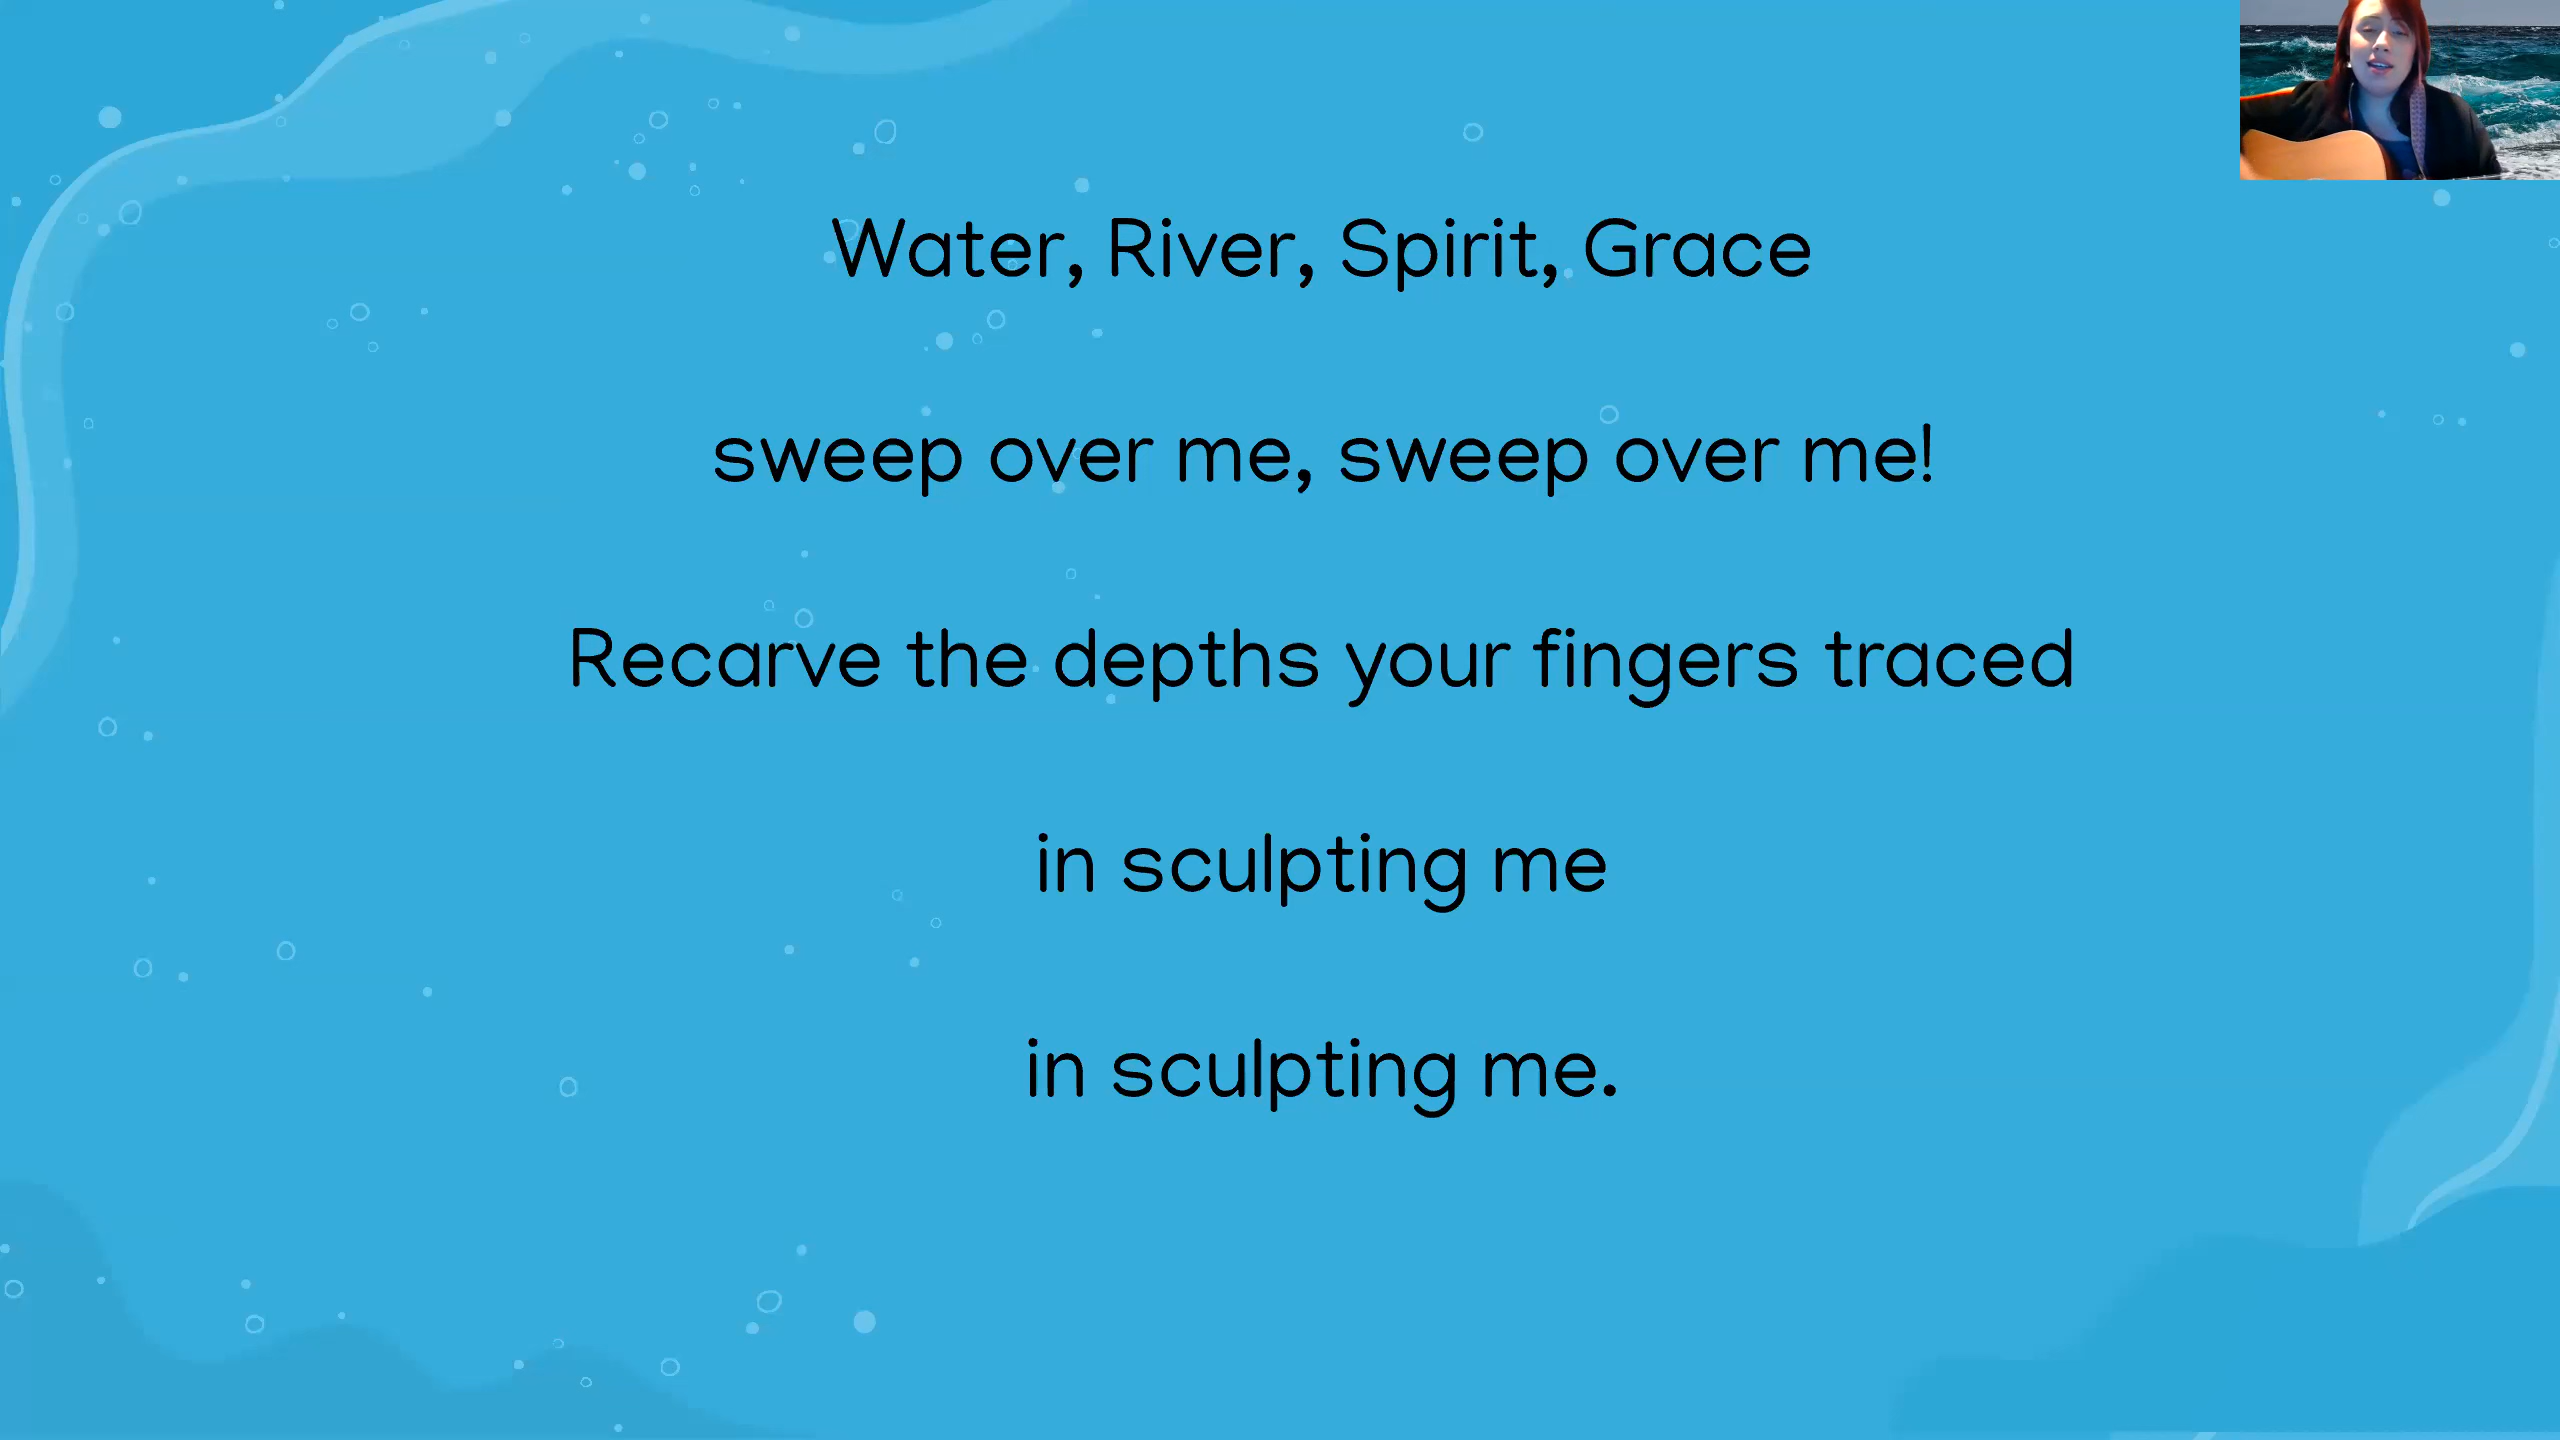 Water, River, Spirit, Grace
sweep over me, sweep over me!
Recarve the depths your fingers traced
in sculpting me
in sculpting me.